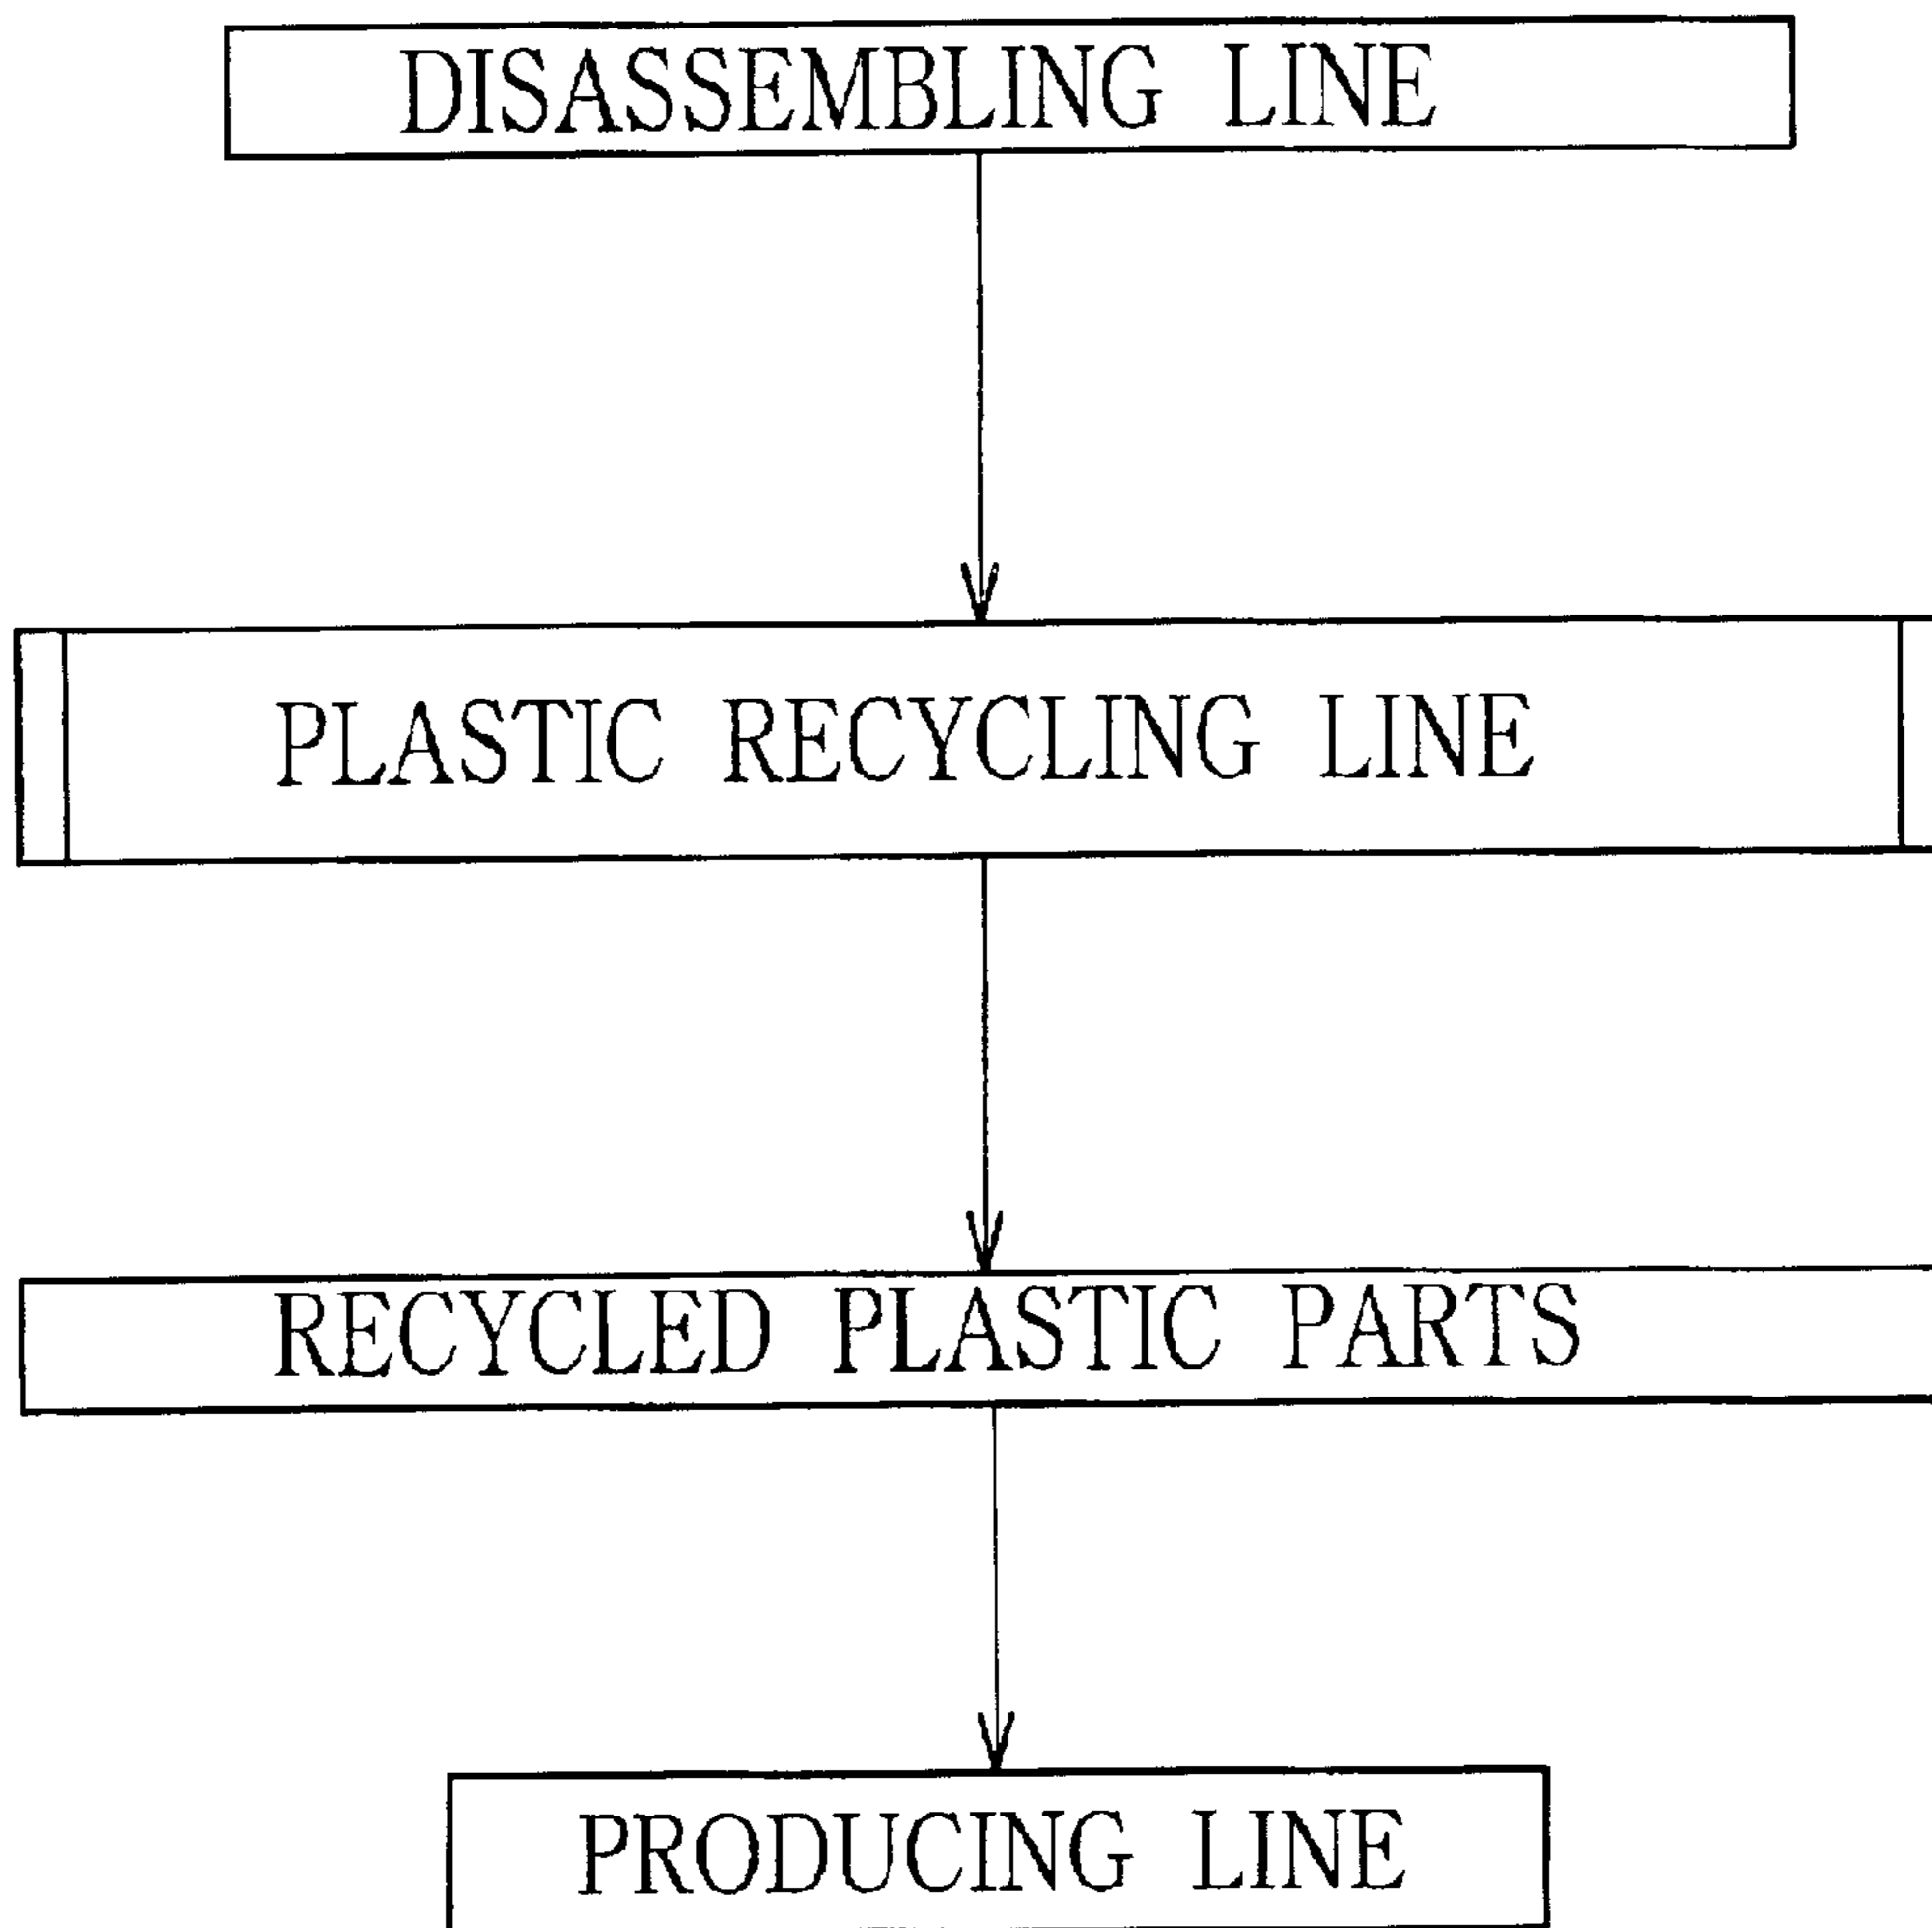 DISASSEMBLING LINE
PLASTIC RECYCLING LINE
RECYCLED PLASTIC PARTS
PRODUCING LINE